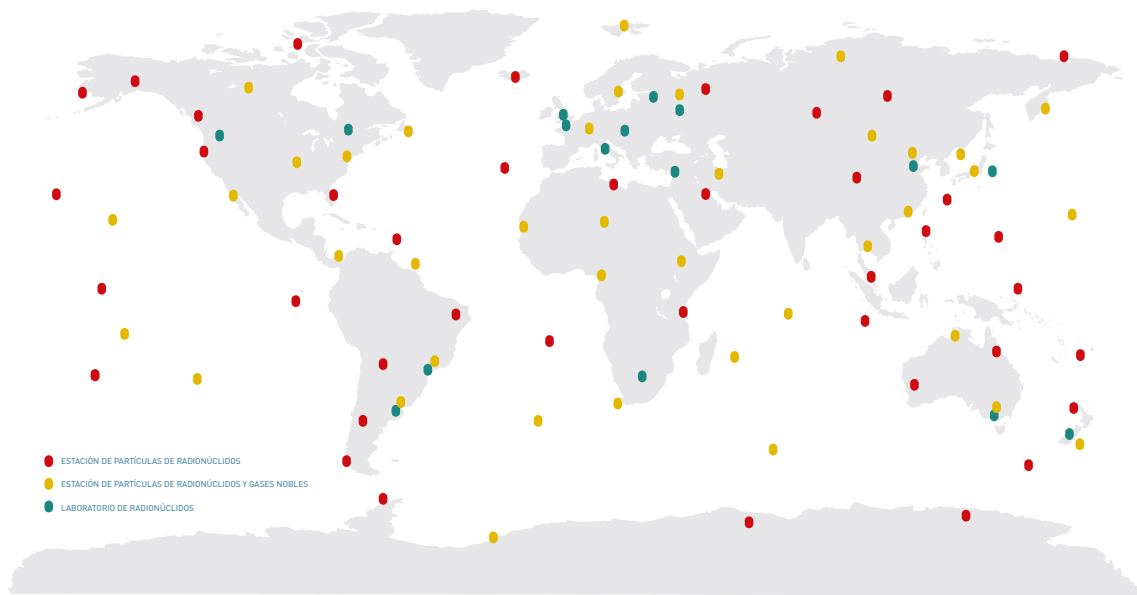 ESTACIÓN DE PARTÍCULAS DE RADIONÚCLIDOS
ESTACIÓN DE PARTÍCULAS DE RADIONÚCLIDOS Y GASES NOBLES
LABORATORIO DE RADIONÚCLIDOS